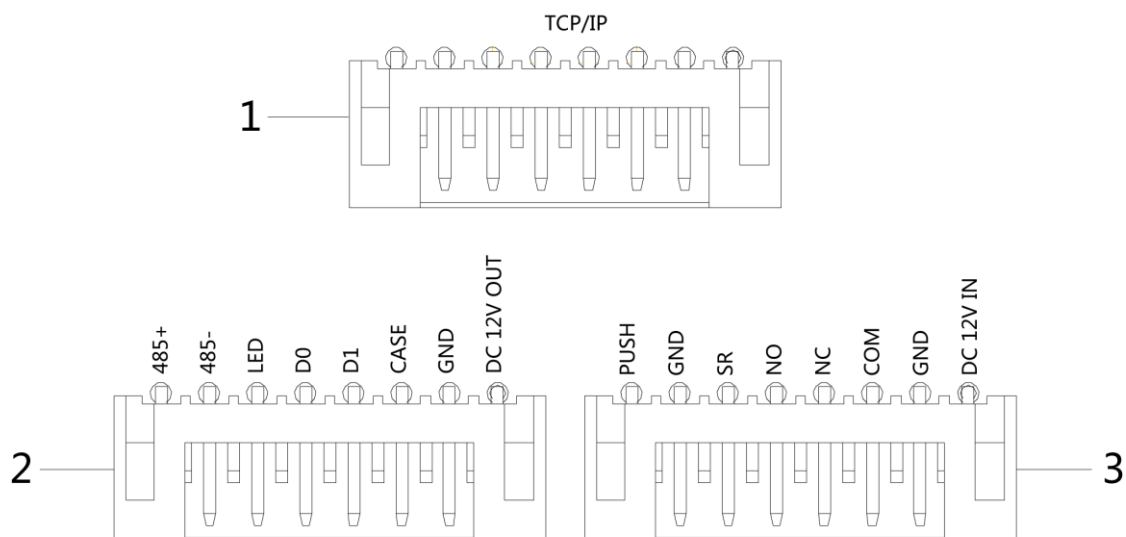 TCP/IP
1
485+
485-
LED
D0
D1
CASE
GND
DC 12V OUT
PUSH
GND
SR
NO
NC
COM
GND
DC 12V IN
2
3